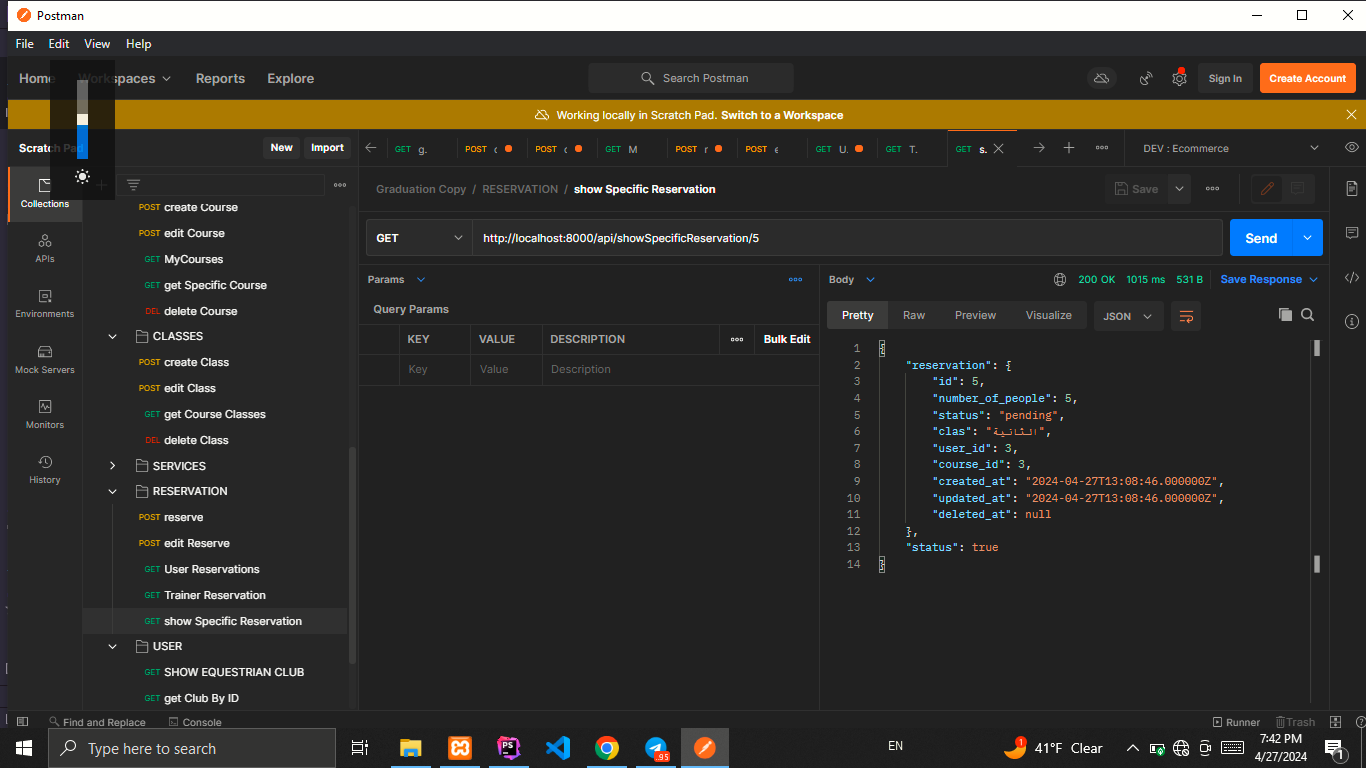 Postman
File Edit View Help
Home Workspaces Reports Explore Search Postman Sign In Create Account
Working locally in Scratch Pad. Switch to a Workspace
Scratch Pad New Import GET g. POST c POST c GET M POST r POST e GET U. GET T. GET s. DEV : Ecommerce
Graduation Copy / RESERVATION / show Specific Reservation Save
GET http://localhost:8000/api/showSpecificReservation/5 Send
Collections
APIs
Environments
Mock Servers
Monitors
History
POST create Course
POST edit Course
GET MyCourses
GET get Specific Course
DEL delete Course
CLASSES
POST create Class
POST edit Class
GET get Course Classes
DEL delete Class
SERVICES
RESERVATION
POST reserve
POST edit Reserve
GET User Reservations
GET Trainer Reservation
GET show Specific Reservation
USER
GET SHOW EQUESTRIAN CLUB
GET get Club By ID
Params
Query Params
KEY VALUE DESCRIPTION Bulk Edit
Key Value Description
Body 200 OK 1015 ms 531 B Save Response
Pretty Raw Preview Visualize JSON
1 {
2 "reservation": {
3 "id": 5,
4 "number_of_people": 5,
5 "status": "pending",
6 "clas": "الثانية",
7 "user_id": 3,
8 "course_id": 3,
9 "created_at": "2024-04-27T13:08:46.000000Z",
10 "updated_at": "2024-04-27T13:08:46.000000Z",
11 "deleted_at": null
12 },
13 "status": true
14 }
Find and Replace Console Runner Trash
Type here to search PS .95 EN 41°F Clear 7:42 PM
4/27/2024 1